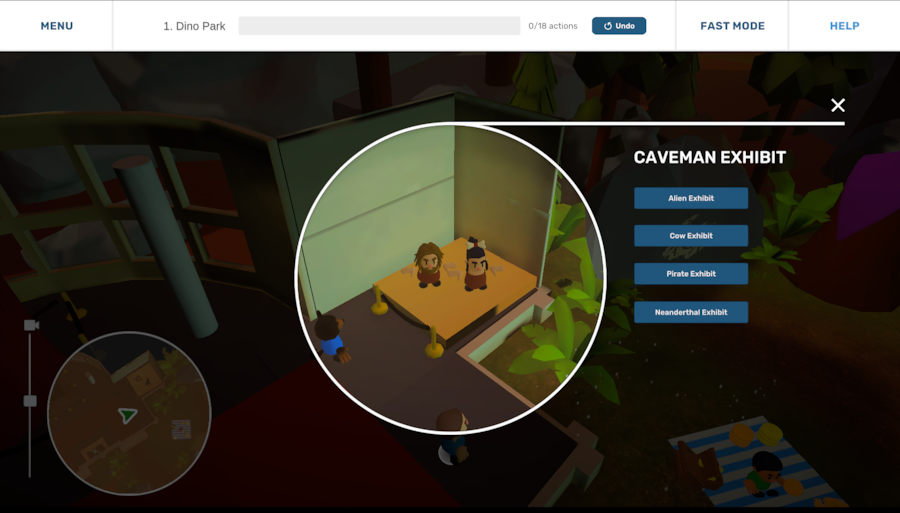 MENU
1. Dino Park
0/18 actions
Undo
FAST MODE
HELP
CAVEMAN EXHIBIT
Alien Exhibit
Cow Exhibit
Pirate Exhibit
Neanderthal Exhibit